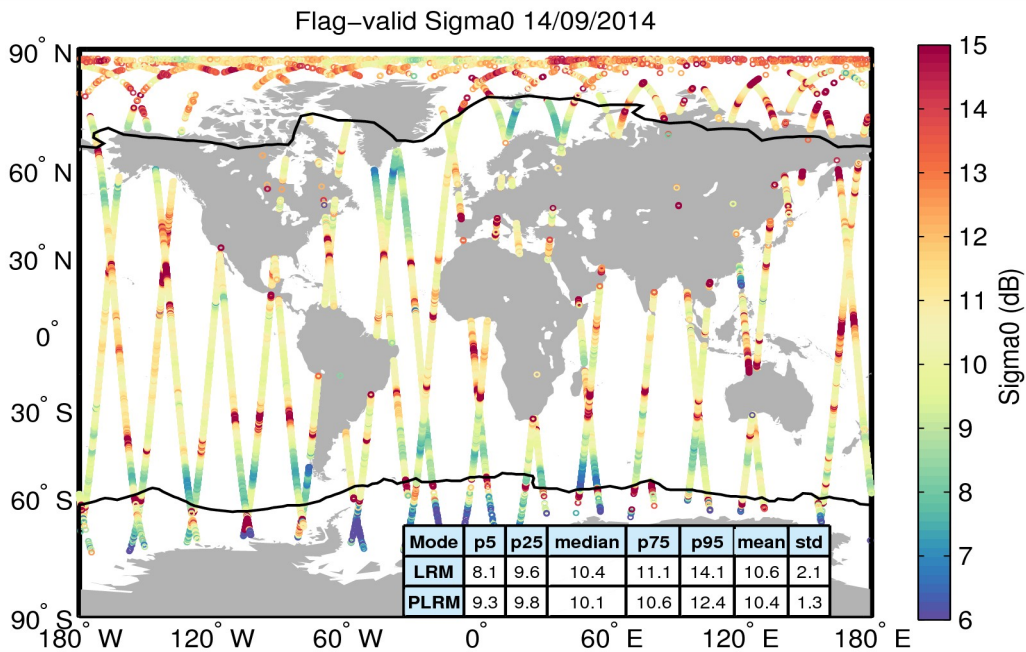 Flag−valid Sigma0 14/09/2014
90° N
60° N
30° N
0°
30° S
60° S
90° S
180° W
120° W
60° W
0°
60° E
120° E
180° E
Mode p5 p25 median p75 p95 mean std
LRM 8.1 9.6 10.4 11.1 14.1 10.6 2.1
PLRM 9.3 9.8 10.1 10.6 12.4 10.4 1.3
15
14
13
12
11
10
9
8
7
6
Sigma0 (dB)